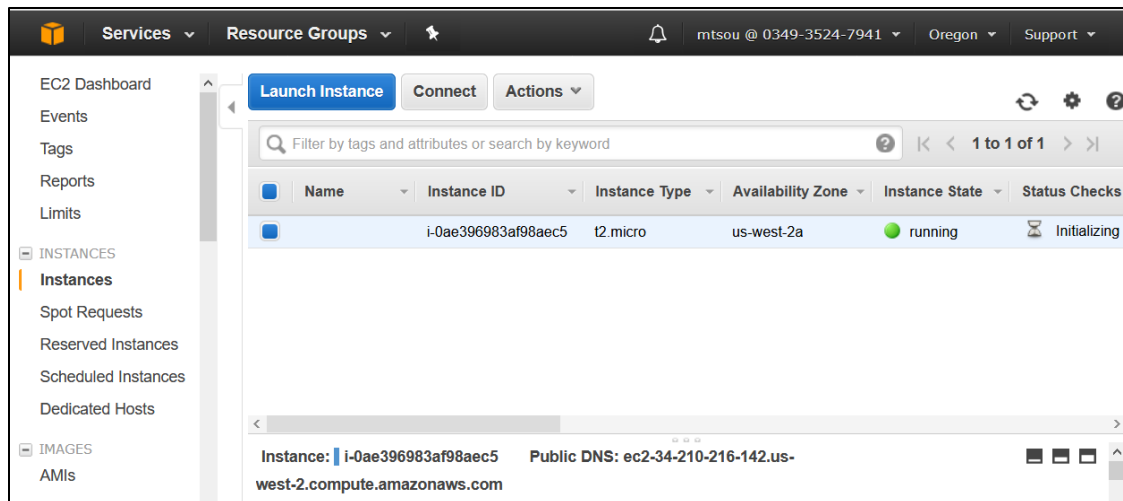 Services Resource Groups mtsou @ 0349-3524-7941 Oregon Support
EC2 Dashboard
Events
Tags
Reports
Limits
INSTANCES
Instances
Spot Requests
Reserved Instances
Scheduled Instances
Dedicated Hosts
IMAGES
AMIs
Launch Instance Connect Actions
Filter by tags and attributes or search by keyword 1 to 1 of 1
Name Instance ID Instance Type Availability Zone Instance State Status Checks
i-0ae396983af98aec5 t2.micro us-west-2a running Initializing
Instance: i-0ae396983af98aec5 Public DNS: ec2-34-210-216-142.us-
west-2.compute.amazonaws.com